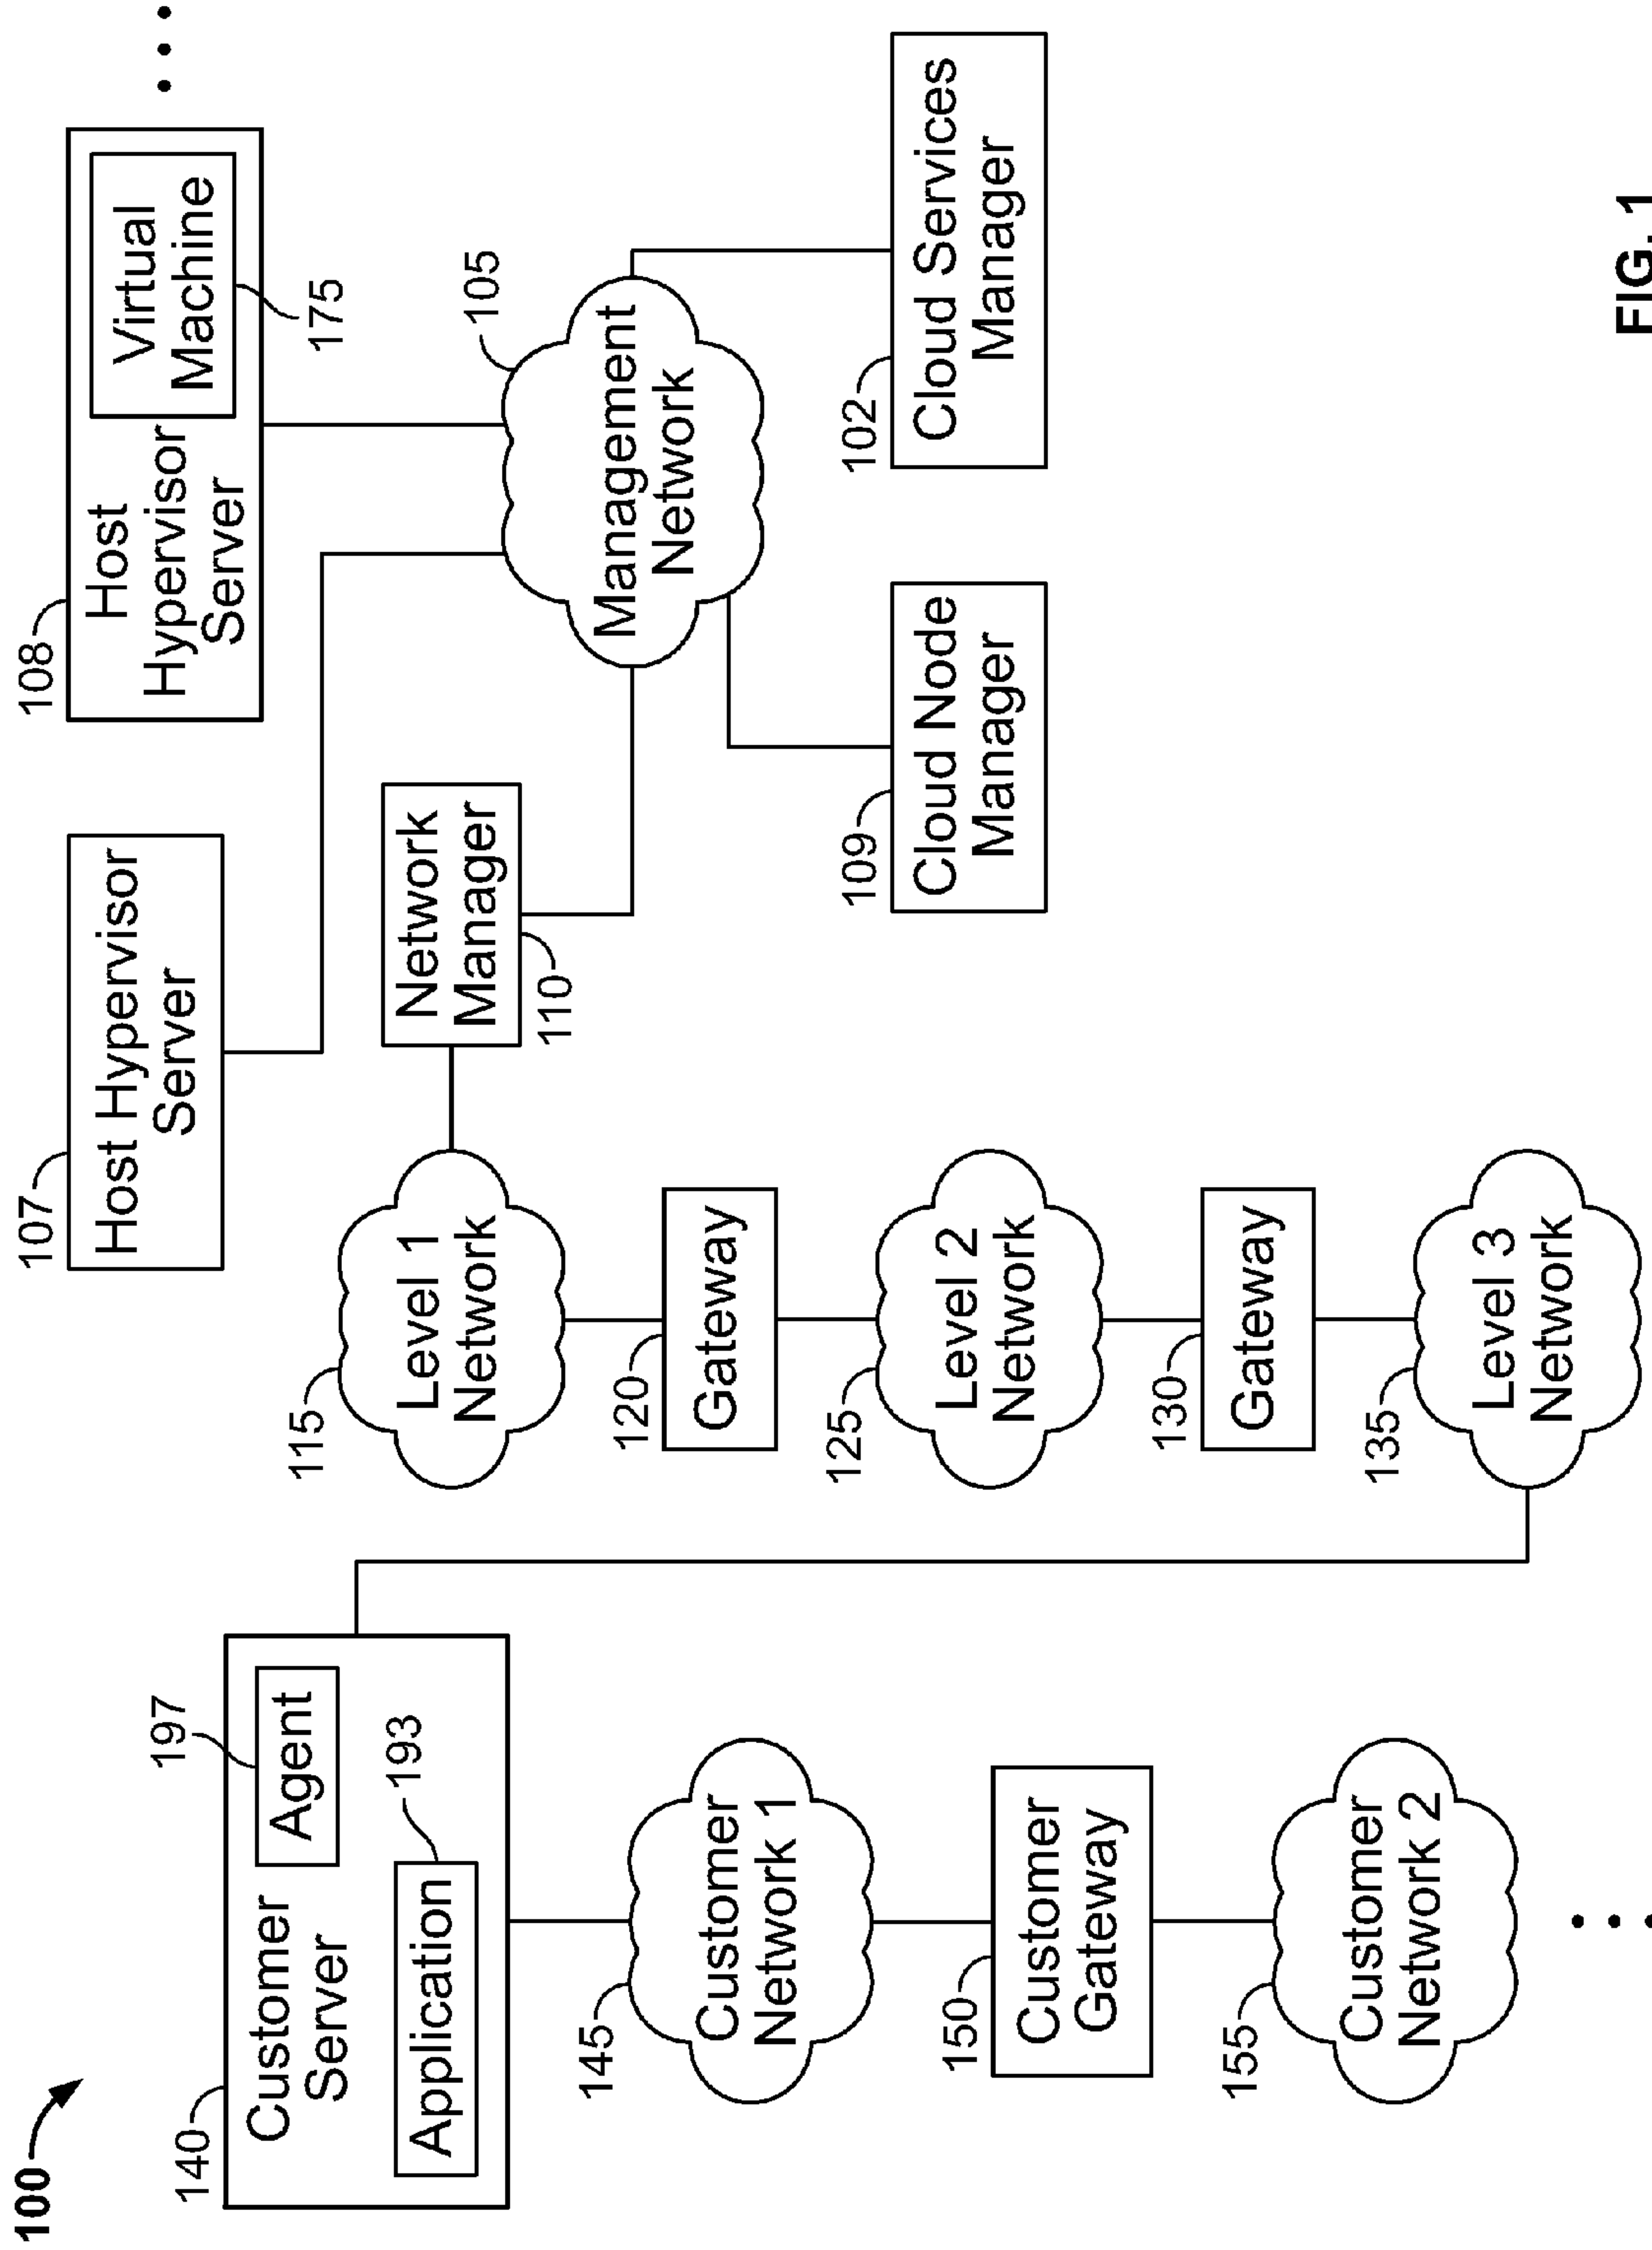 100
140
Customer
Server
197
Agent
Application
193
145
Customer
Network 1
150
Customer
Gateway
155
Customer
Network 2
107
Host Hypervisor
Server
115
Level 1
Network
110
Network
Manager
120
Gateway
125
Level 2
Network
130
Gateway
135
Level 3
Network
108
Host
Hypervisor
Server
Virtual
Machine
175
105
Management
Network
109
Cloud Node
Manager
102
Cloud Services
Manager
FIG. 1